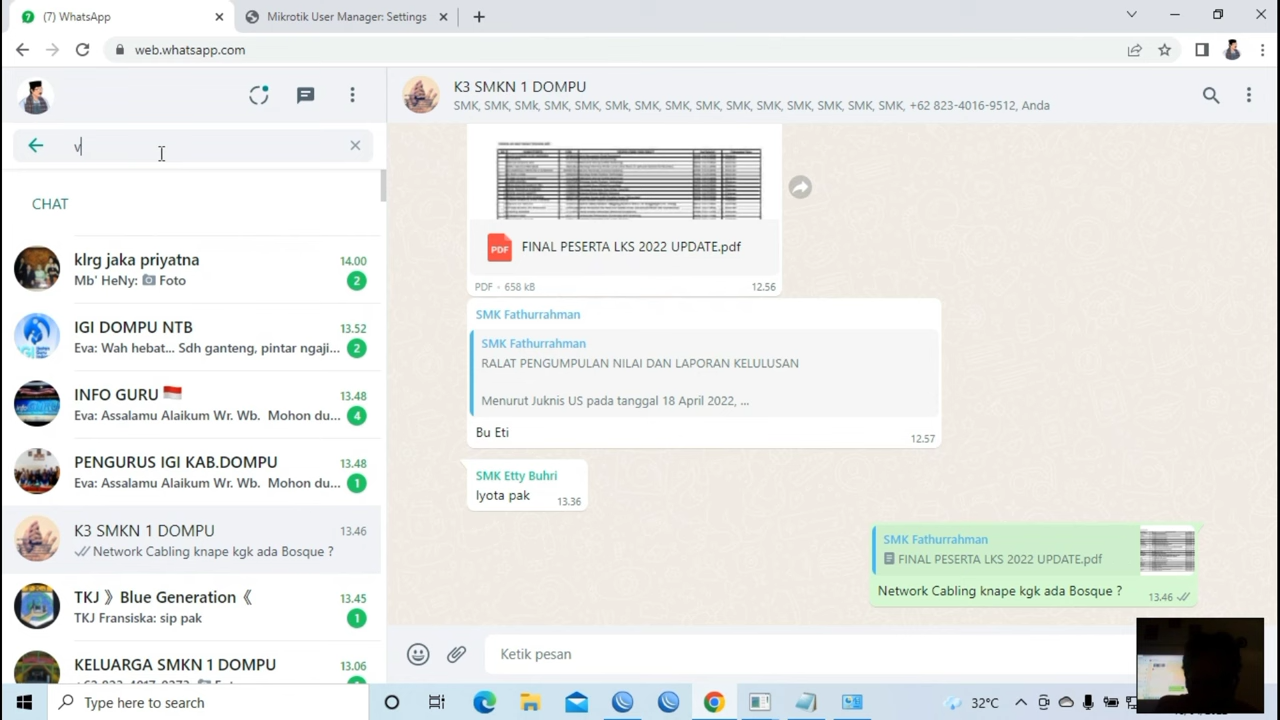 (7) WhatsApp
Mikrotik User Manager: Settings
web.whatsapp.com
7
v
CHAT
klrg jaka priyatna
14.00
Mb' HeNy: Foto
2
IGI DOMPU NTB
13.52
Eva: Wah hebat... Sdh ganteng, pintar ngaji...
2
INFO GURU
13.48
Eva: Assalamu Alaikum Wr. Wb. Mohon du...
4
PENGURUS IGI KAB.DOMPU
13.48
Eva: Assalamu Alaikum Wr. Wb. Mohon du...
1
K3 SMKN 1 DOMPU
13.46
Network Cabling knape kgk ada Bosque ?
TKJ 》Blue Generation《
13.45
TKJ Fransiska: sip pak
1
KELUARGA SMKN 1 DOMPU
13.06
K3 SMKN 1 DOMPU
SMK, SMK, SMk, SMK, SMK, SMk, SMK, SMK, SMK, SMK, SMK, SMK, SMK, SMK, SMK, +62 823-4016-9512, Anda
PDF
FINAL PESERTA LKS 2022 UPDATE.pdf
PDF • 658 kB
12.56
SMK Fathurrahman
SMK Fathurrahman
RALAT PENGUMPULAN NILAI DAN LAPORAN KELULUSAN
Menurut Juknis US pada tanggal 18 April 2022, ...
Bu Eti
12.57
SMK Etty Buhri
Iyota pak
13.36
SMK Fathurrahman
FINAL PESERTA LKS 2022 UPDATE.pdf
Network Cabling knape kgk ada Bosque ?
13.46
Ketik pesan
Type here to search
32°C